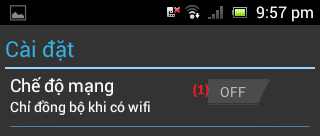 9:57 pm
Cài đặt
Chế độ mạng
(1) OFF
Chỉ đồng bộ khi có wifi